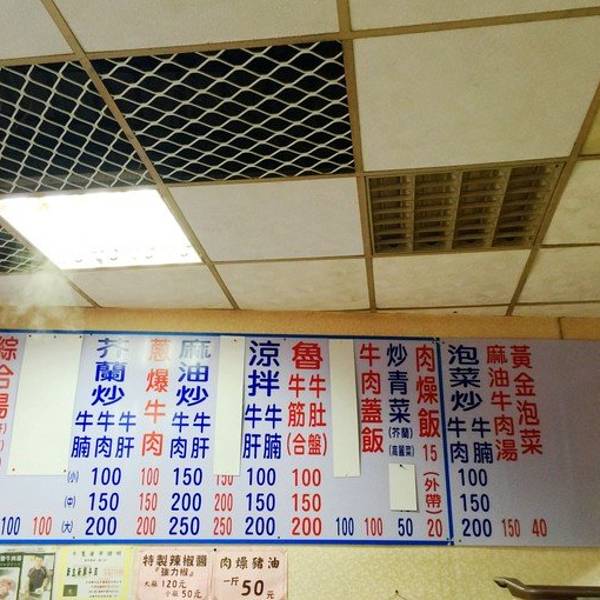 綜合湯
100
100
(小)
(中)
(大)
芥蘭炒
牛腩 牛肉 牛肝
100
150
200
蔥爆牛肉
100
150
200
麻油炒
牛肉 牛肝
150
200
250
150
200
200
涼拌
牛肝 牛腩
100
150
200
魯
牛筋 牛肚
(合盤)
100
150
200
100
牛肉蓋飯
100
炒青菜
(芥蘭)
(高麗菜)
50
肉燥飯
15
(外帶)
20
泡菜炒
牛肉 牛腩
100
150
200
麻油牛肉湯
150
黃金泡菜
40
特製辣椒醬
大瓶 120元
小瓶 50元
肉燥豬油
一斤 50元